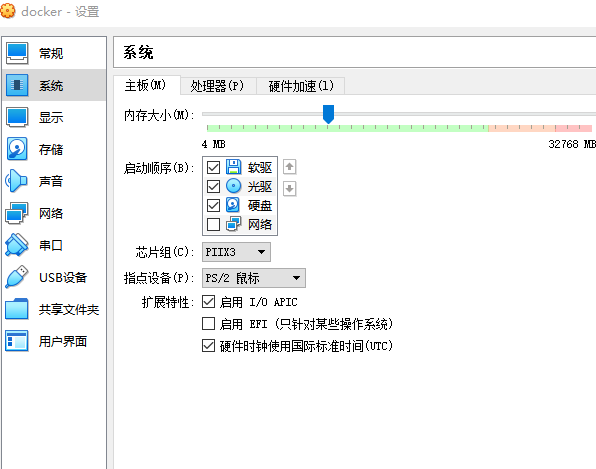 docker - 设置
常规
系统
显示
存储
声音
网络
串口
USB设备
共享文件夹
用户界面
系统
主板(M) 处理器(P) 硬件加速(l)
内存大小(M):
4 MB 32768 MB
启动顺序(B): 软驱
光驱
硬盘
网络
芯片组(C): PIIX3
指点设备(P): PS/2 鼠标
扩展特性: 启用 I/O APIC
启用 EFI (只针对某些操作系统)
硬件时钟使用国际标准时间(UTC)